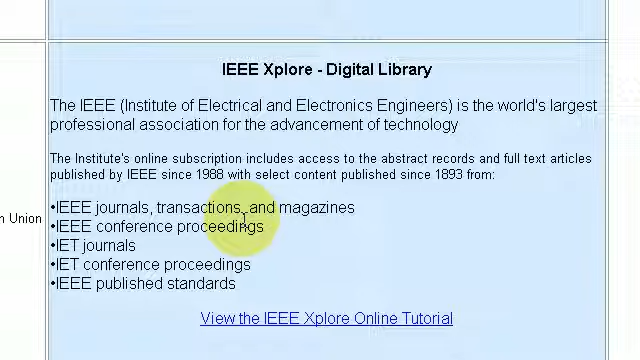 IEEE Xplore - Digital Library
The IEEE (Institute of Electrical and Electronics Engineers) is the world's largest
professional association for the advancement of technology
The Institute's online subscription includes access to the abstract records and full text articles
published by IEEE since 1988 with select content published since 1893 from:
•IEEE journals, transactions, and magazines
n Union
•IEEE conference proceedings
•IET journals
•IET conference proceedings
•IEEE published standards
View the IEEE Xplore Online Tutorial